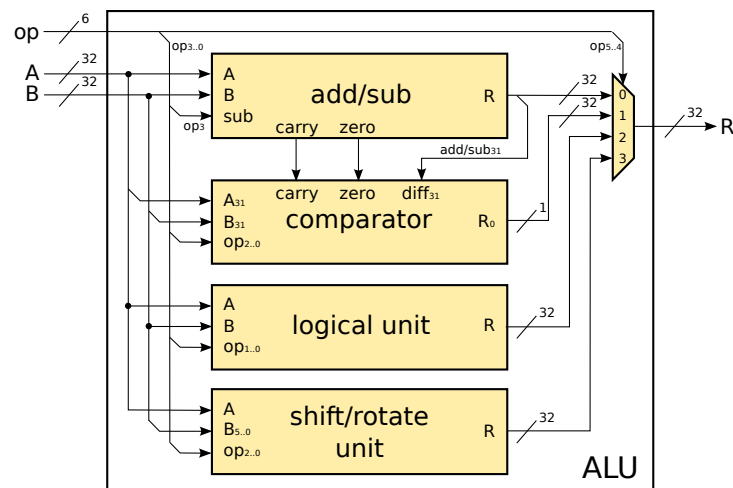 op
6
op3..0
op5..4
A
32
B
32
A
B
sub
add/sub
R
carry
zero
op3
32
32
0
1
2
3
32
R
add/sub31
carry
zero
diff31
A31
B31
op2..0
comparator
R0
1
A
B
op1..0
logical unit
R
32
A
B5..0
op2..0
shift/rotate
unit
R
32
ALU